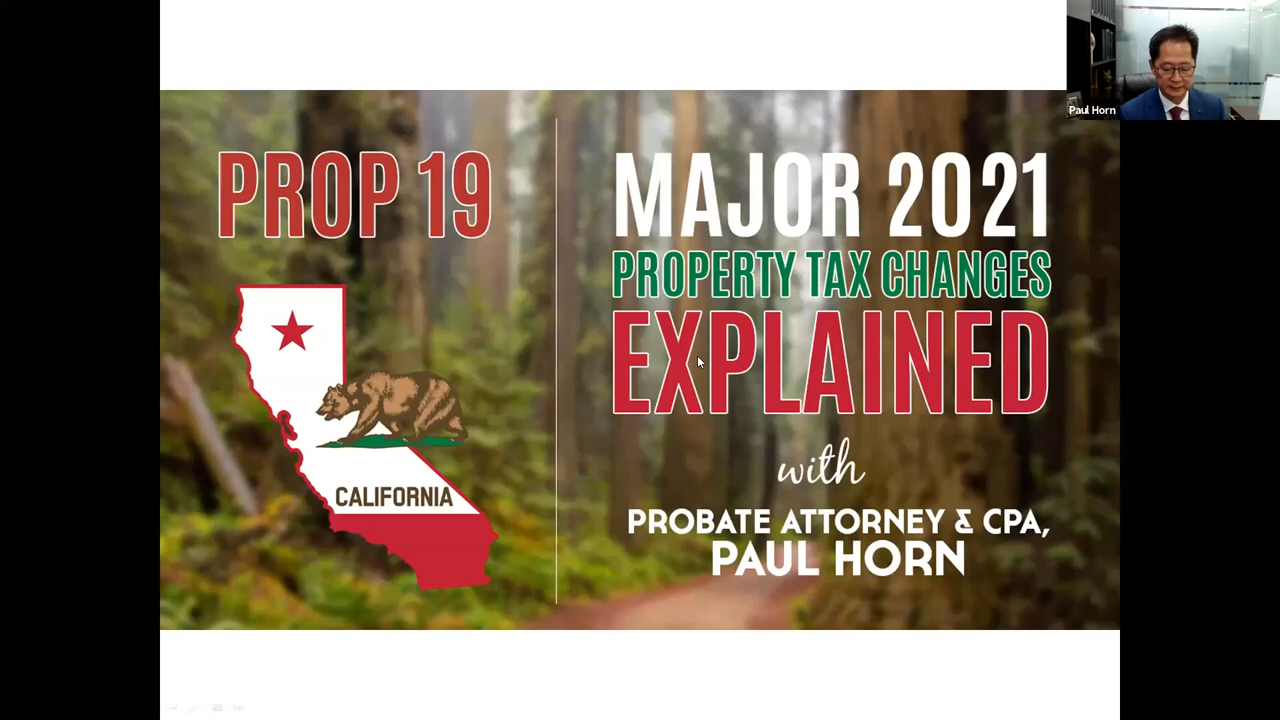 Paul Horn
PROP 19
CALIFORNIA
MAJOR 2021
PROPERTY TAX CHANGES
EXPLAINED
with
PROBATE ATTORNEY & CPA,
PAUL HORN